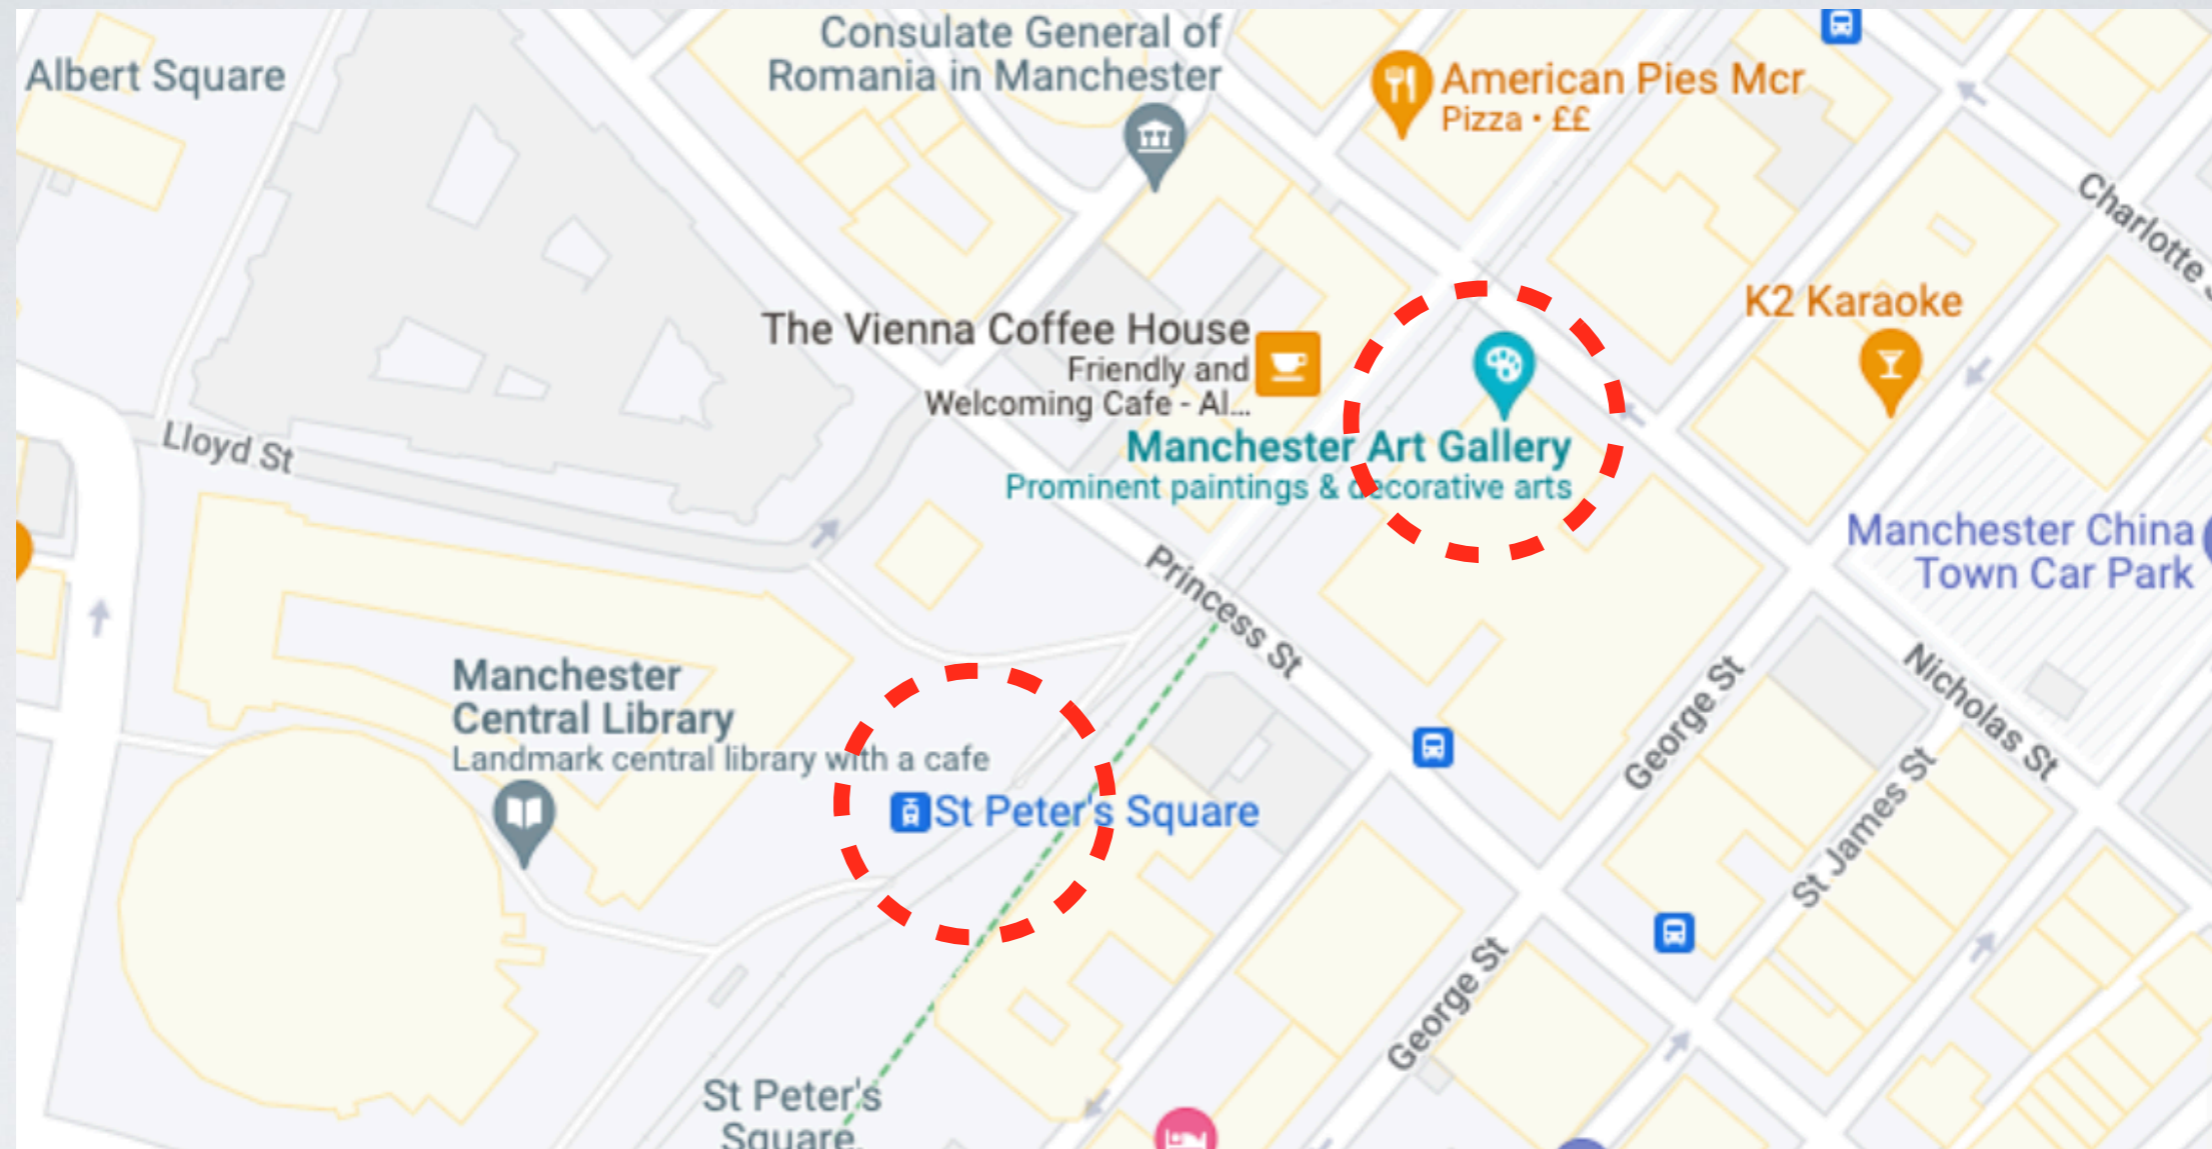 Consulate General of
Romania in Manchester
Albert Square
American Pies Mcr
Pizza • ££
Charlotte
K2 Karaoke
The Vienna Coffee House
Friendly and
Welcoming Cafe - Al...
Manchester Art Gallery
Prominent paintings & decorative arts
Lloyd St
Manchester China
Town Car Park
Princess St
Manchester
Central Library
Landmark central library with a cafe
George St
Nicholas St
St Peter's Square
St James St
George St
St Peter's
Square